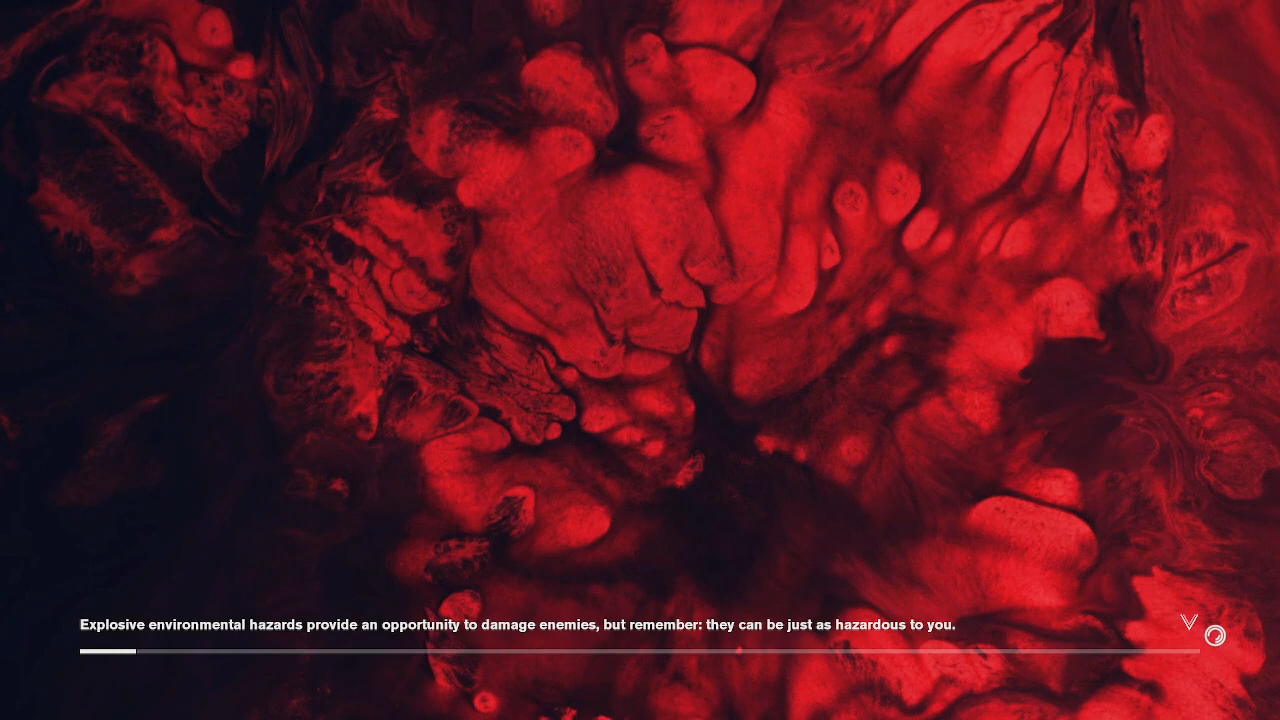 Explosive environmental hazards provide an opportunity to damage enemies, but remember: they can be just as hazardous to you.